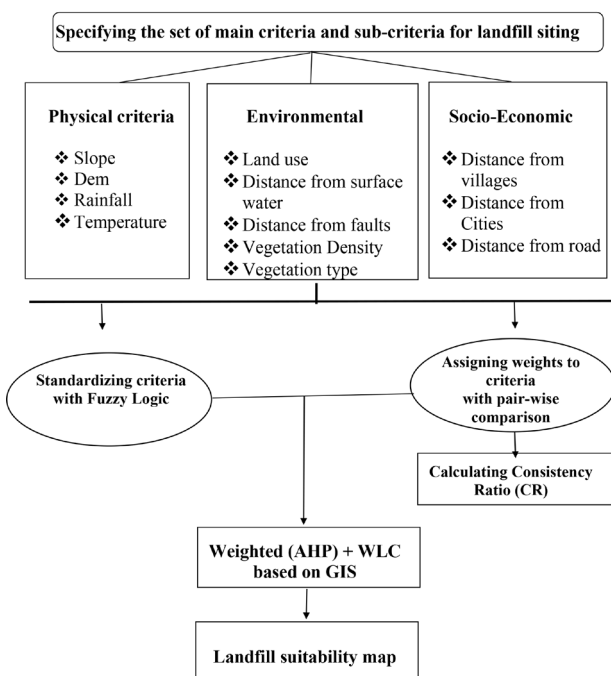 Specifying the set of main criteria and sub-criteria for landfill siting
Physical criteria
❖ Slope
❖ Dem
❖ Rainfall
❖ Temperature
Environmental
❖ Land use
❖ Distance from surface
water
❖ Distance from faults
❖ Vegetation Density
❖ Vegetation type
Socio-Economic
❖ Distance from
villages
❖ Distance from
Cities
❖ Distance from road
Standardizing criteria
with Fuzzy Logic
Assigning weights to
criteria
with pair-wise
comparison
Calculating Consistency
Ratio (CR)
Weighted (AHP) + WLC
based on GIS
Landfill suitability map